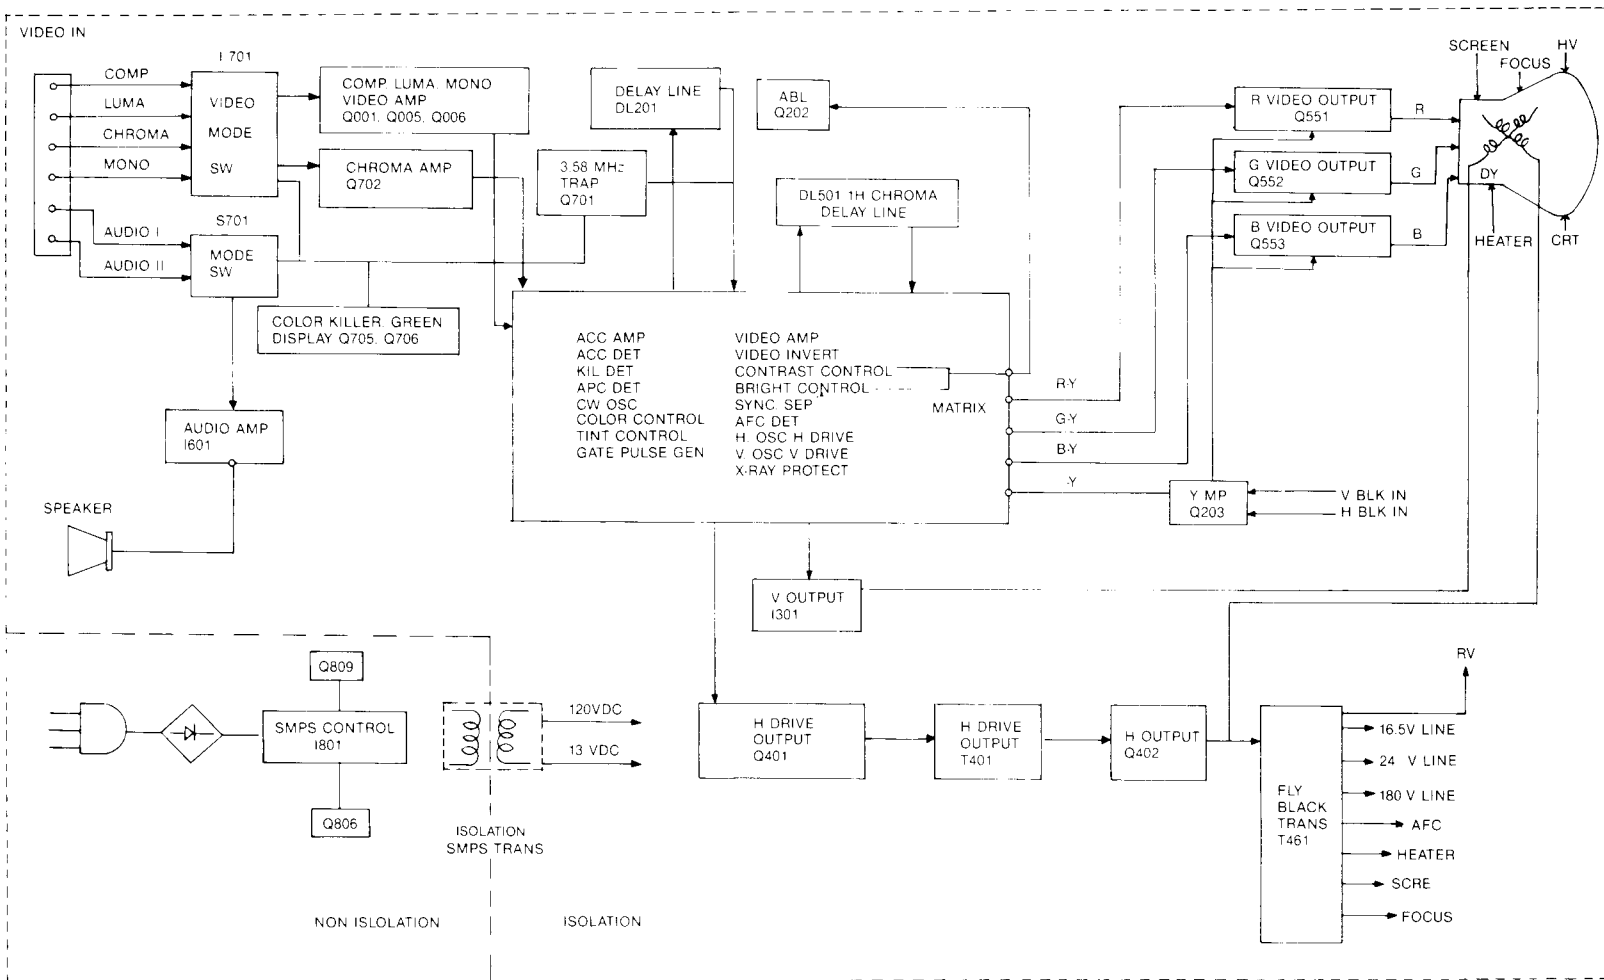 VIDEO IN
COMP
LUMA
CHROMA
MONO
AUDIO I
AUDIO II
I 701
VIDEO
MODE
SW
S701
MODE
SW
COMP. LUMA. MONO
VIDEO AMP
Q001, Q005, Q006
CHROMA AMP
Q702
DELAY LINE
DL201
3.58 MHz
TRAP
Q701
ABL
Q202
DL501 1H CHROMA
DELAY LINE
COLOR KILLER. GREEN
DISPLAY Q705, Q706
AUDIO AMP
I601
SPEAKER
ACC AMP
ACC DET
KIL DET
APC DET
CW OSC
COLOR CONTROL
TINT CONTROL
GATE PULSE GEN
VIDEO AMP
VIDEO INVERT
CONTRAST CONTROL
BRIGHT CONTROL
SYNC. SEP
AFC DET
H. OSC H DRIVE
V. OSC V DRIVE
X-RAY PROTECT
MATRIX
R-Y
G-Y
B-Y
-Y
R VIDEO OUTPUT
Q551
G VIDEO OUTPUT
Q552
B VIDEO OUTPUT
Q553
R
G
B
SCREEN
FOCUS
HV
DY
HEATER
CRT
Y MP
Q203
V BLK IN
H BLK IN
V OUTPUT
I301
Q809
SMPS CONTROL
I801
Q806
120VDC
13 VDC
ISOLATION
SMPS TRANS
NON ISLOLATION
ISOLATION
H DRIVE
OUTPUT
Q401
H DRIVE
OUTPUT
T401
H OUTPUT
Q402
FLY
BLACK
TRANS
T461
RV
16.5V LINE
24 V LINE
180 V LINE
AFC
HEATER
SCRE
FOCUS